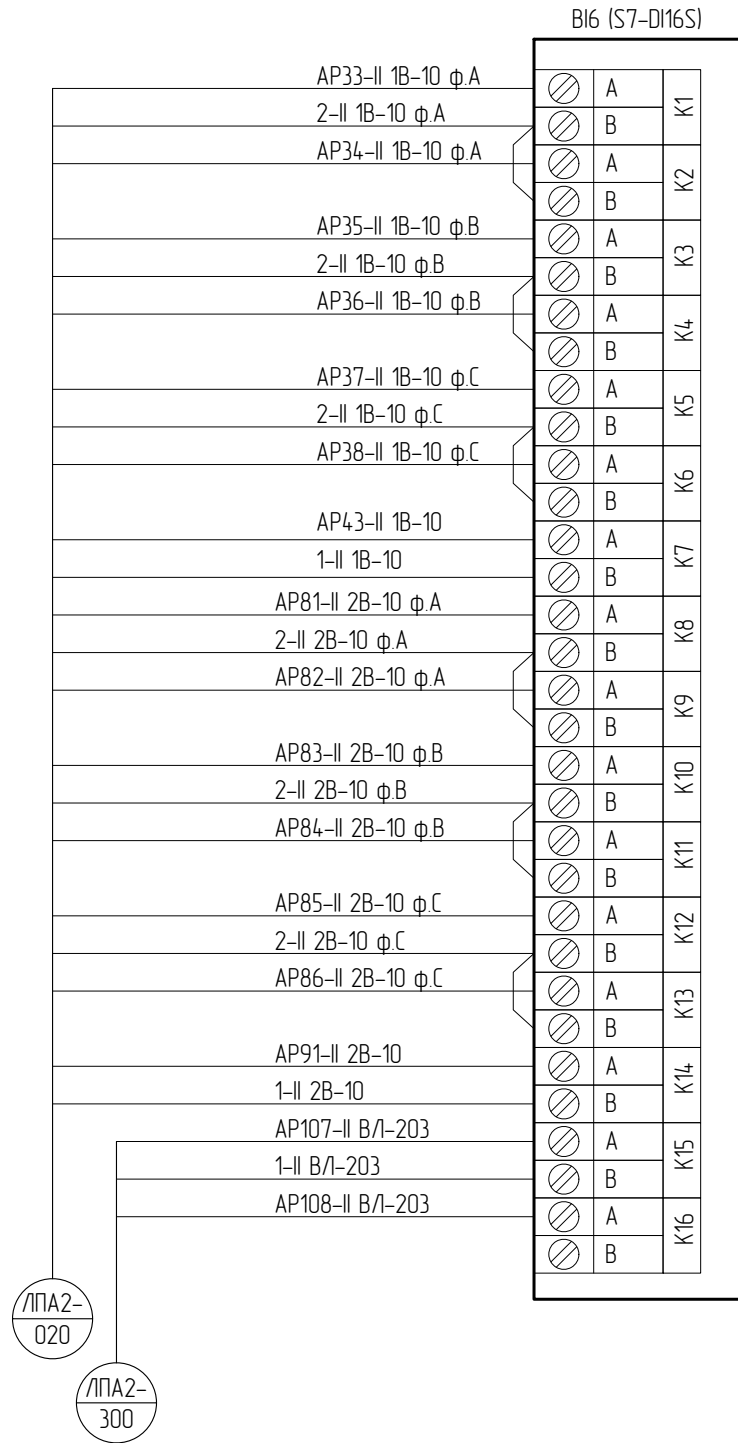 BI6 (S7-DI16S)
АР33-II 1В-10 ф.А
A
K1
2-II 1В-10 ф.А
B
АР34-II 1В-10 ф.А
A
K2
B
АР35-II 1В-10 ф.В
A
K3
2-II 1В-10 ф.В
B
АР36-II 1В-10 ф.В
A
K4
B
АР37-II 1В-10 ф.С
A
K5
2-II 1В-10 ф.С
B
АР38-II 1В-10 ф.С
A
K6
B
АР43-II 1В-10
A
K7
1-II 1В-10
B
АР81-II 2В-10 ф.А
A
K8
2-II 2В-10 ф.А
B
АР82-II 2В-10 ф.А
A
K9
B
АР83-II 2В-10 ф.В
A
K10
2-II 2В-10 ф.В
B
АР84-II 2В-10 ф.В
A
K11
B
АР85-II 2В-10 ф.С
A
K12
2-II 2В-10 ф.С
B
АР86-II 2В-10 ф.С
A
K13
B
АР91-II 2В-10
A
K14
1-II 2В-10
B
АР107-II ВЛ-203
A
K15
1-II ВЛ-203
B
АР108-II ВЛ-203
A
K16
B
ЛПА2-
020
ЛПА2-
300